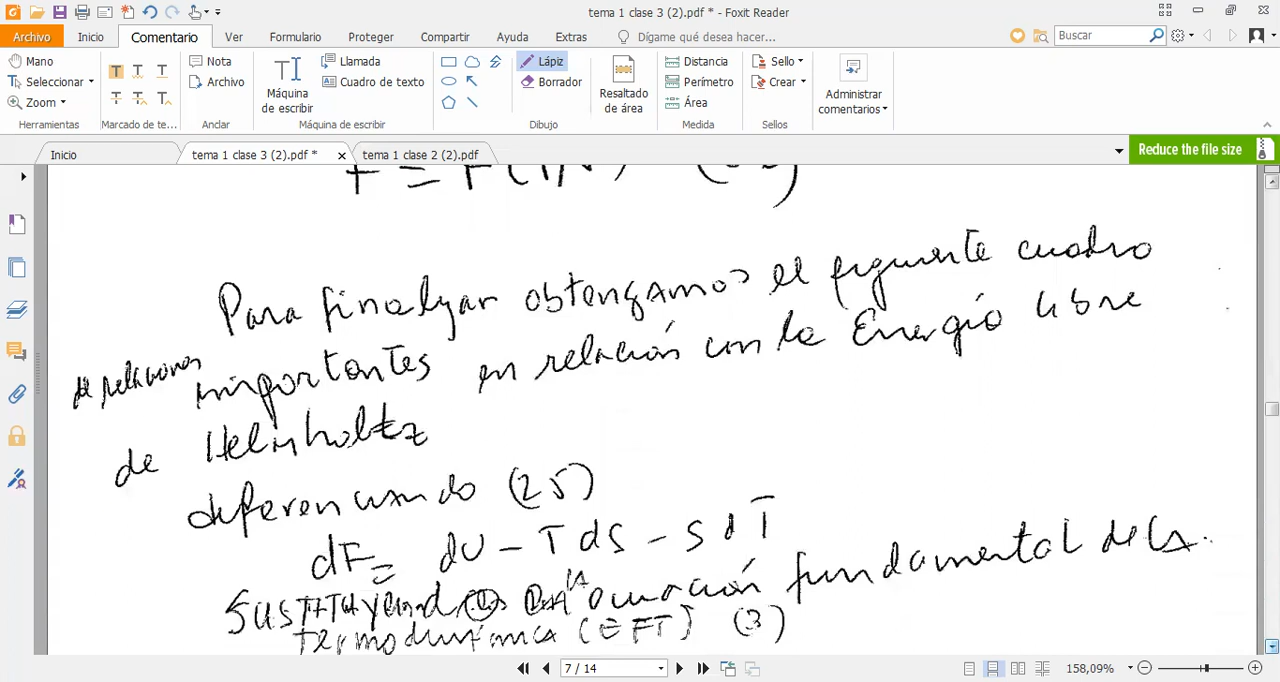 tema 1 clase 3 (2).pdf * - Foxit Reader
Archivo Inicio Comentario Ver Formulario Proteger Compartir Ayuda Extras Dígame qué desea hacer... Buscar
Mano
Seleccionar
Zoom
Herramientas
T T T
T T T
Marcado de te...
Nota
Archivo
Anclar
Máquina de escribir
Llamada
Cuadro de texto
Máquina de escribir
Lápiz
Borrador
Dibujo
Resaltado de área
Distancia
Perímetro
Área
Medida
Sello
Crear
Sellos
Administrar comentarios
Inicio
tema 1 clase 3 (2).pdf *
tema 1 clase 2 (2).pdf
Reduce the file size
Para finalizar obtengamos el siguiente cuadro
de relaciones importantes en relación con la Energía libre
de Helmholtz
diferenciando (25)
dF = dU - T dS - S dT
Sustituyendo en la ecuación fundamental de la
termodinámica (EFT) (3)
7 / 14
158,09%